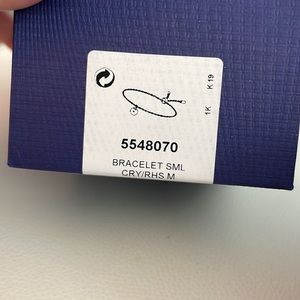 1K K19
5548070
BRACELET SML
CRY/RHS M